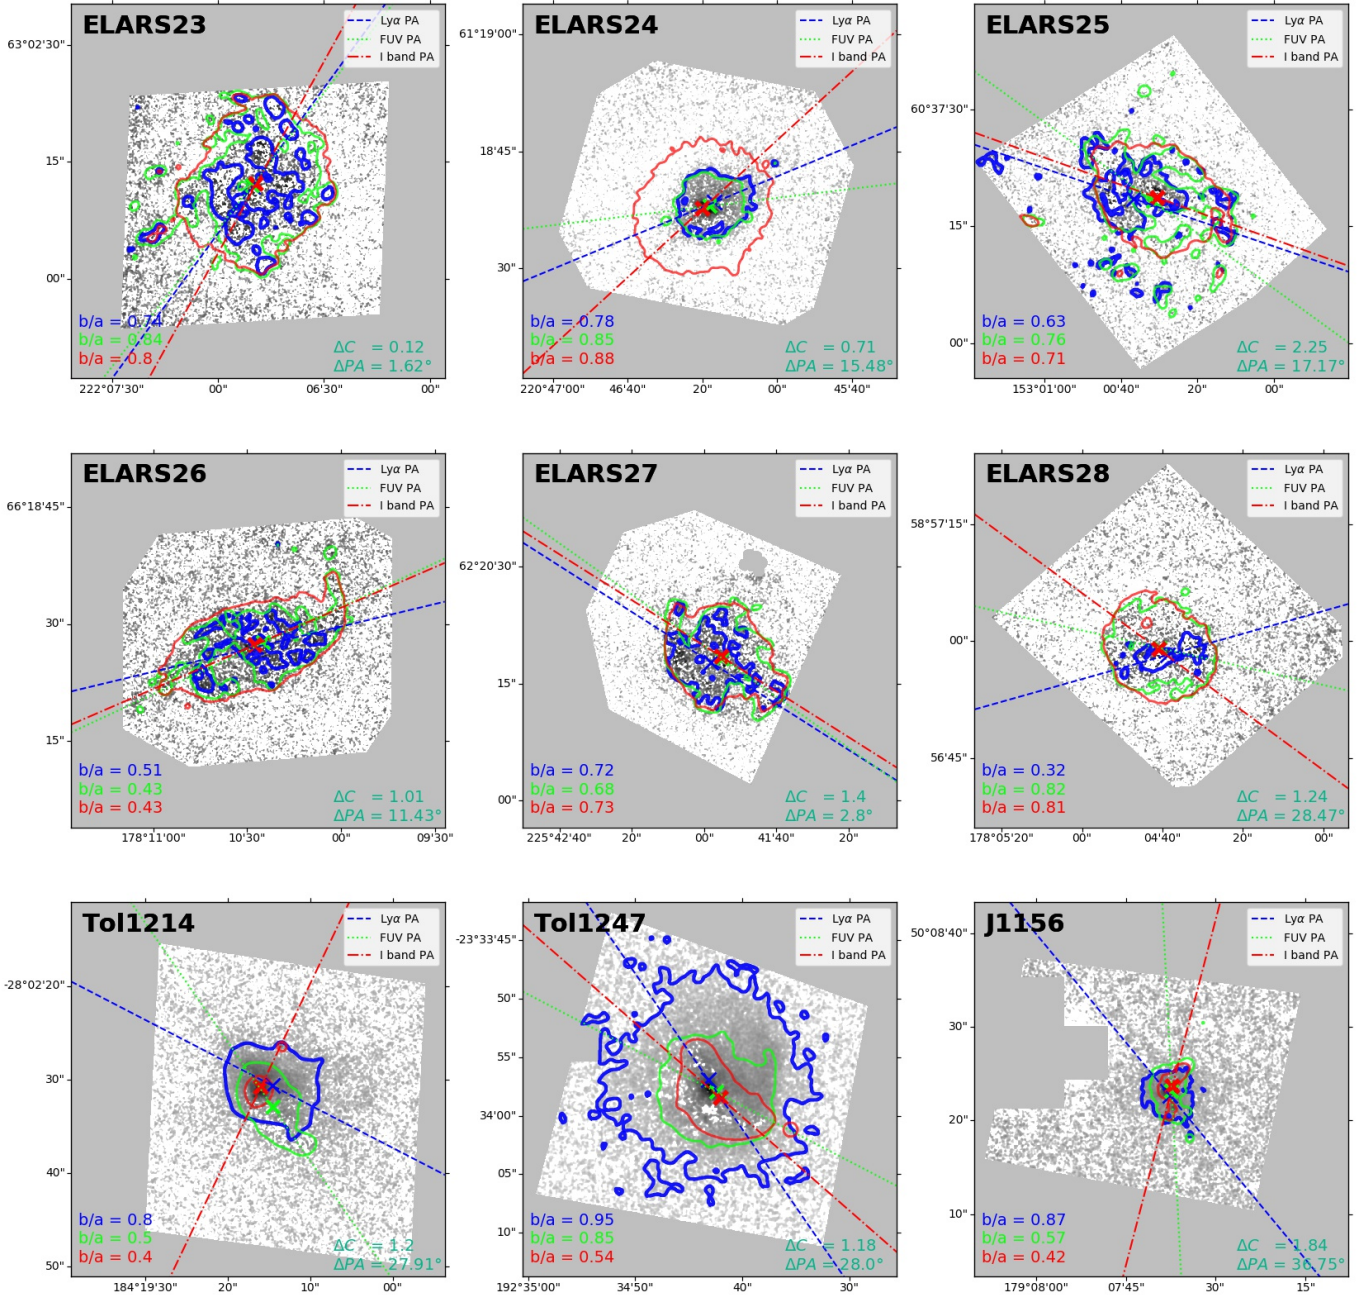 ELARS23
Lyα PA
FUV PA
I band PA
63°02'30"
15"
00"
b/a = 0.74
b/a = 0.84
b/a = 0.8
ΔC = 0.12
ΔPA = 1.62°
222°07'30" 00" 06'30" 00"
ELARS24
Lyα PA
FUV PA
I band PA
61°19'00"
18'45"
30"
b/a = 0.78
b/a = 0.85
b/a = 0.88
ΔC = 0.71
ΔPA = 15.48°
220°47'00" 46'40" 20" 00" 45'40"
ELARS25
Lyα PA
FUV PA
I band PA
60°37'30"
15"
00"
b/a = 0.63
b/a = 0.76
b/a = 0.71
ΔC = 2.25
ΔPA = 17.17°
153°01'00" 00'40" 20" 00"
ELARS26
Lyα PA
FUV PA
I band PA
66°18'45"
30"
15"
b/a = 0.51
b/a = 0.43
b/a = 0.43
ΔC = 1.01
ΔPA = 11.43°
178°11'00" 10'30" 00" 09'30"
ELARS27
Lyα PA
FUV PA
I band PA
62°20'30"
15"
00"
b/a = 0.72
b/a = 0.68
b/a = 0.73
ΔC = 1.4
ΔPA = 2.8°
225°42'40" 20" 00" 41'40" 20"
ELARS28
Lyα PA
FUV PA
I band PA
58°57'15"
00"
56'45"
b/a = 0.32
b/a = 0.82
b/a = 0.81
ΔC = 1.24
ΔPA = 28.47°
178°05'20" 00" 04'40" 20" 00"
Tol1214
Lyα PA
FUV PA
I band PA
-28°02'20"
30"
40"
50"
b/a = 0.8
b/a = 0.5
b/a = 0.4
ΔC = 1.2
ΔPA = 27.91°
184°19'30" 20" 10" 00"
Tol1247
Lyα PA
FUV PA
I band PA
-23°33'45"
50"
55"
34'00"
05"
10"
b/a = 0.95
b/a = 0.85
b/a = 0.54
ΔC = 1.18
ΔPA = 28.0°
192°35'00" 34'50" 40" 30"
J1156
Lyα PA
FUV PA
I band PA
50°08'40"
30"
20"
10"
b/a = 0.87
b/a = 0.57
b/a = 0.42
ΔC = 1.84
ΔPA = 36.75°
179°08'00" 07'45" 30" 15"